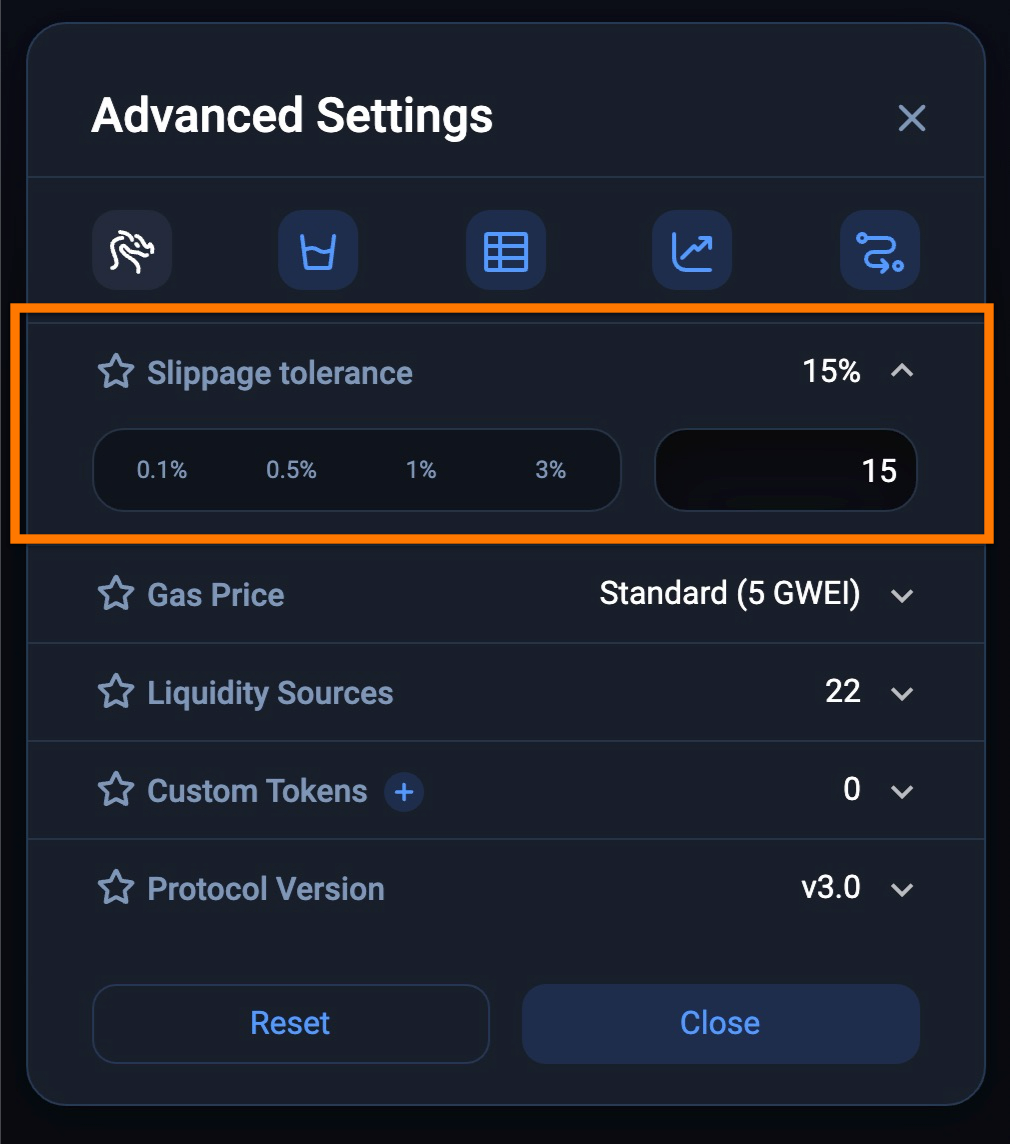 Advanced Settings
Slippage tolerance 15%
0.1% 0.5% 1% 3% 15
Gas Price Standard (5 GWEI)
Liquidity Sources 22
Custom Tokens + 0
Protocol Version v3.0
Reset Close